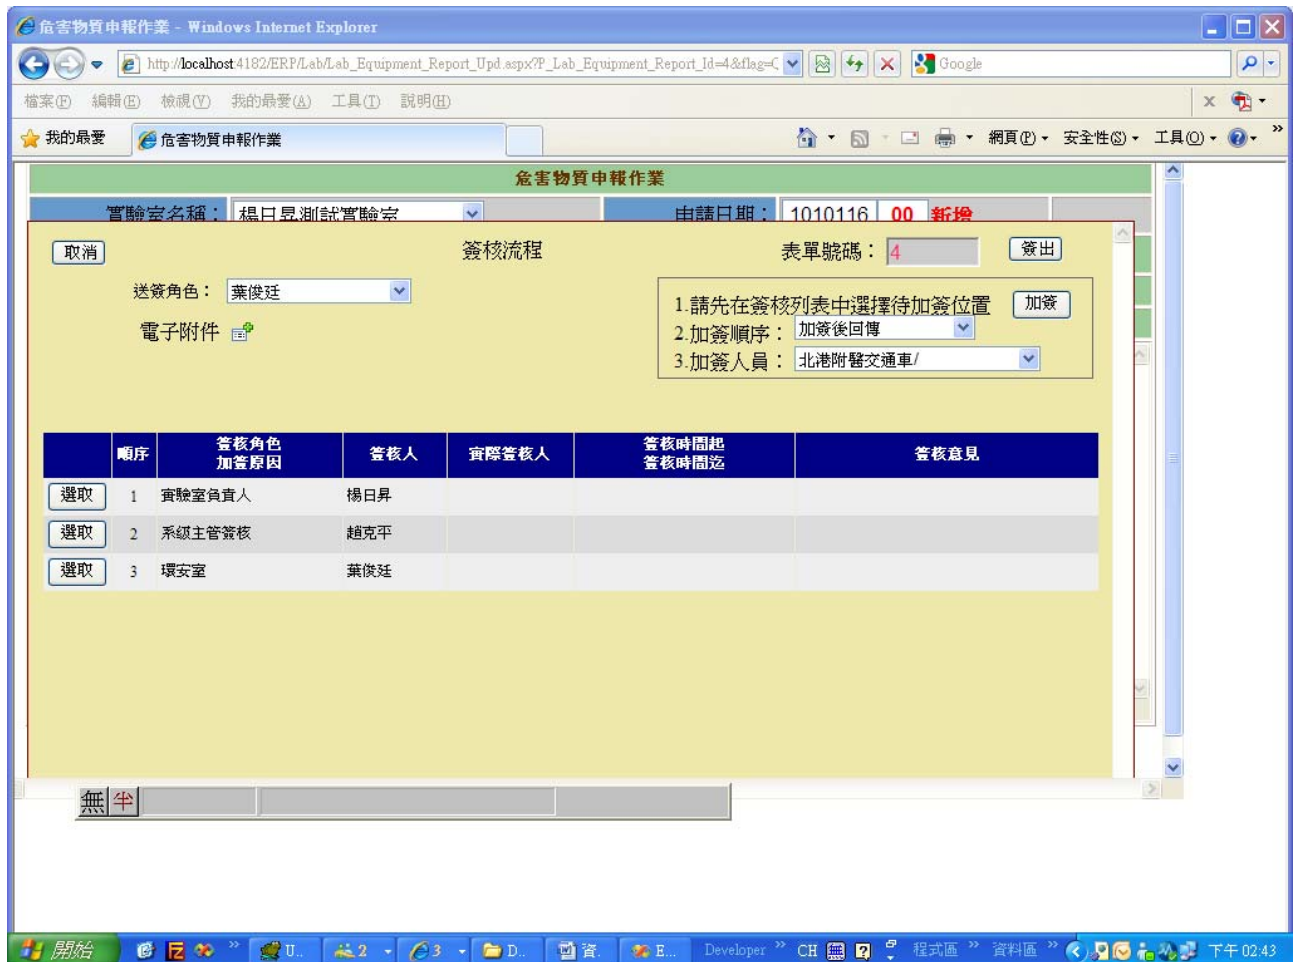 危害物質申報作業 - Windows Internet Explorer
http://localhost:4182/ERP/Lab/Lab_Equipment_Report_Upd.aspx?P_Lab_Equipment_Report_Id=4&flag=C
Google
檔案(F) 編輯(E) 檢視(V) 我的最愛(A) 工具(T) 說明(H)
我的最愛 危害物質申報作業 網頁(P) 安全性(S) 工具(O)
危害物質申報作業
實驗室名稱： 楊日昇測試實驗室 申請日期： 1010116 00 新增
取消 簽核流程 表單號碼： 4 簽出
送簽角色： 葉俊廷
電子附件
1.請先在簽核列表中選擇待加簽位置 加簽
2.加簽順序： 加簽後回傳
3.加簽人員： 北港附醫交通車/
順序 簽核角色 加簽原因 簽核人 實際簽核人 簽核時間起 簽核時間迄 簽核意見
選取 1 實驗室負責人 楊日昇
選取 2 系級主管簽核 趙克平
選取 3 環安室 葉俊廷
無 半
開始 U... 2 3 D... 資... E... Developer CH 程式區 資料區 下午 02:43